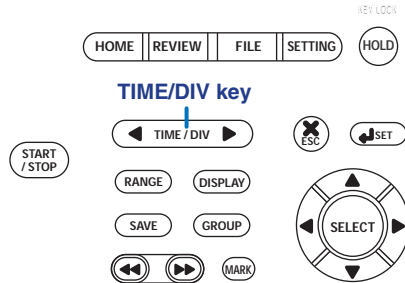 KEY LOCK
HOME REVIEW FILE SETTING HOLD
TIME/DIV key
TIME / DIV
ESC
SET
START
/ STOP
RANGE DISPLAY
SAVE GROUP
SELECT
MARK